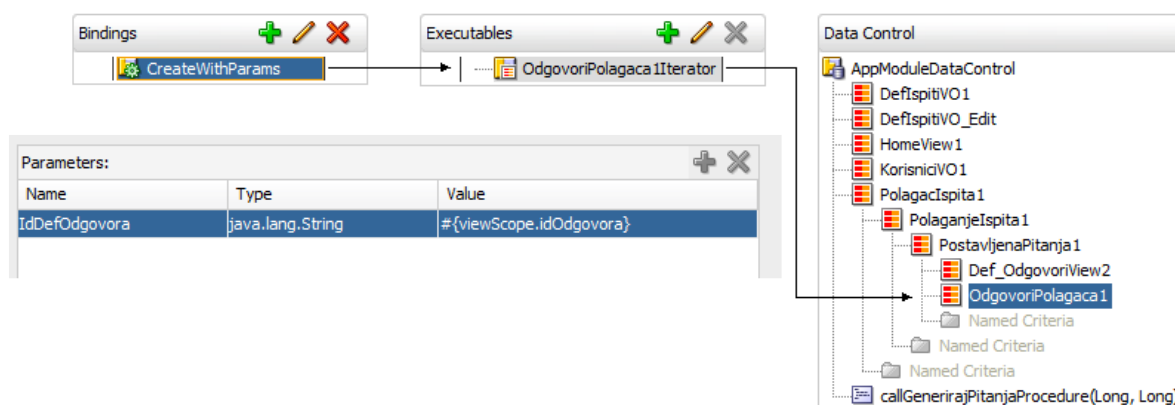 Bindings
CreateWithParams
Executables
OdgovoriPolagaca1Iterator
Data Control
AppModuleDataControl
DefIspitiVO1
DefIspitiVO_Edit
HomeView1
KorisniciVO1
PolagacIspita1
PolaganjeIspita1
PostavljenaPitanja1
Def_OdgovoriView2
OdgovoriPolagaca1
Named Criteria
Named Criteria
Named Criteria
callGenerirajPitanjaProcedure(Long, Long)
Parameters:
Name Type Value
IdDefOdgovora java.lang.String #{viewScope.idOdgovora}